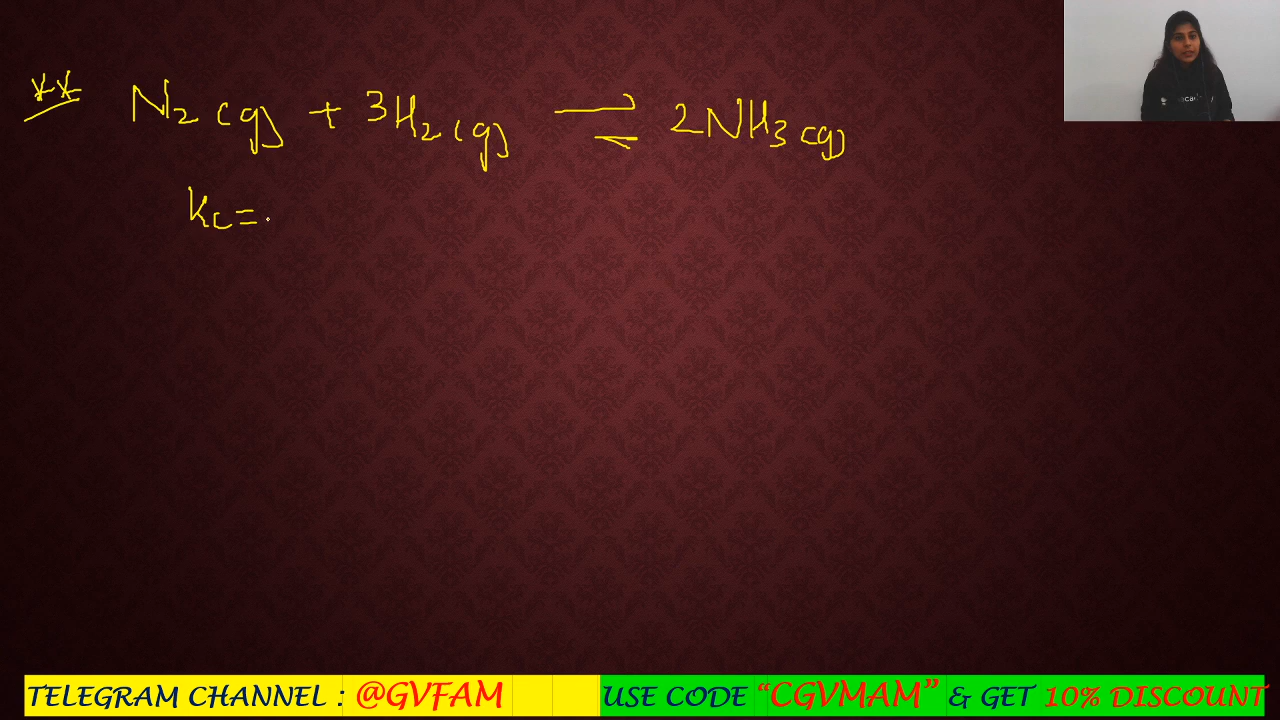 ** N2 (g) + 3H2 (g) ⇌ 2NH3 (g)
Kc = 
TELEGRAM CHANNEL : @GVFAM USE CODE “CGVMAM” & GET 10% DISCOUNT